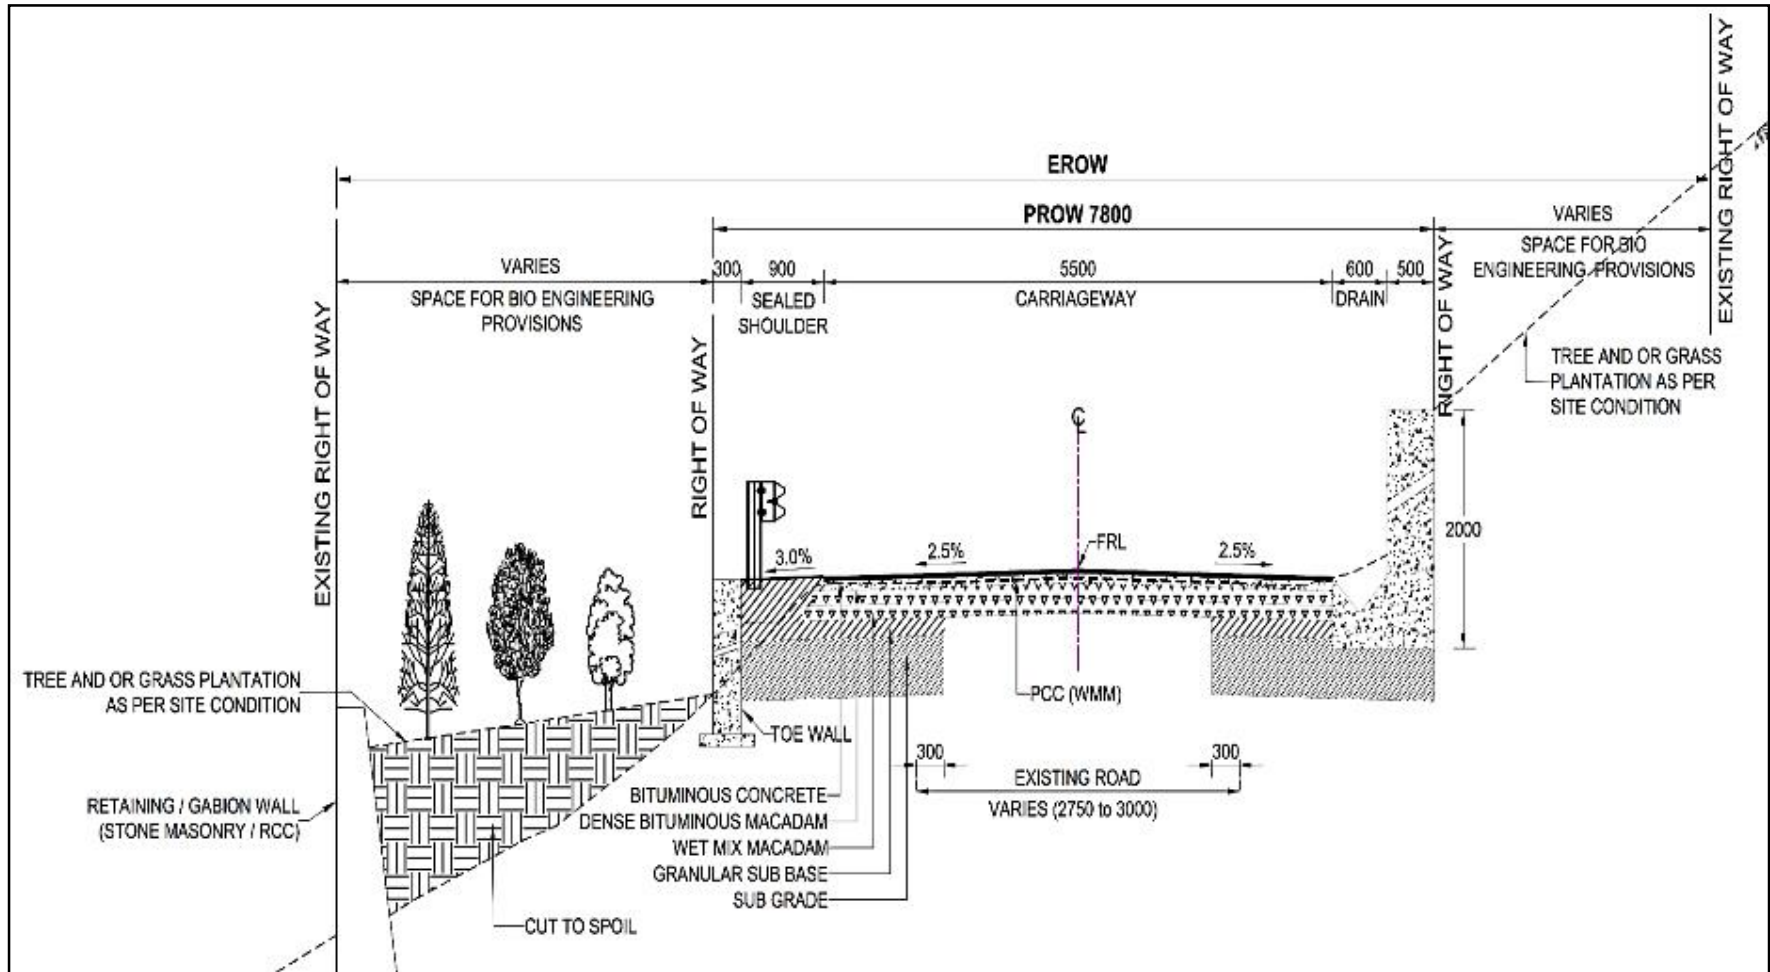 EROW
PROW 7800
VARIES
SPACE FOR BIO ENGINEERING
PROVISIONS
300
900
SEALED
SHOULDER
5500
CARRIAGEWAY
600
DRAIN
500
VARIES
SPACE FOR BIO
ENGINEERING PROVISIONS
EXISTING RIGHT OF WAY
RIGHT OF WAY
RIGHT OF WAY
EXISTING RIGHT OF WAY
TREE AND OR GRASS
PLANTATION AS PER
SITE CONDITION
2000
3.0%
2.5%
FRL
2.5%
TREE AND OR GRASS PLANTATION
AS PER SITE CONDITION
RETAINING / GABION WALL
(STONE MASONRY / RCC)
CUT TO SPOIL
TOE WALL
PCC (WMM)
300
300
EXISTING ROAD
VARIES (2750 to 3000)
BITUMINOUS CONCRETE
DENSE BITUMINOUS MACADAM
WET MIX MACADAM
GRANULAR SUB BASE
SUB GRADE